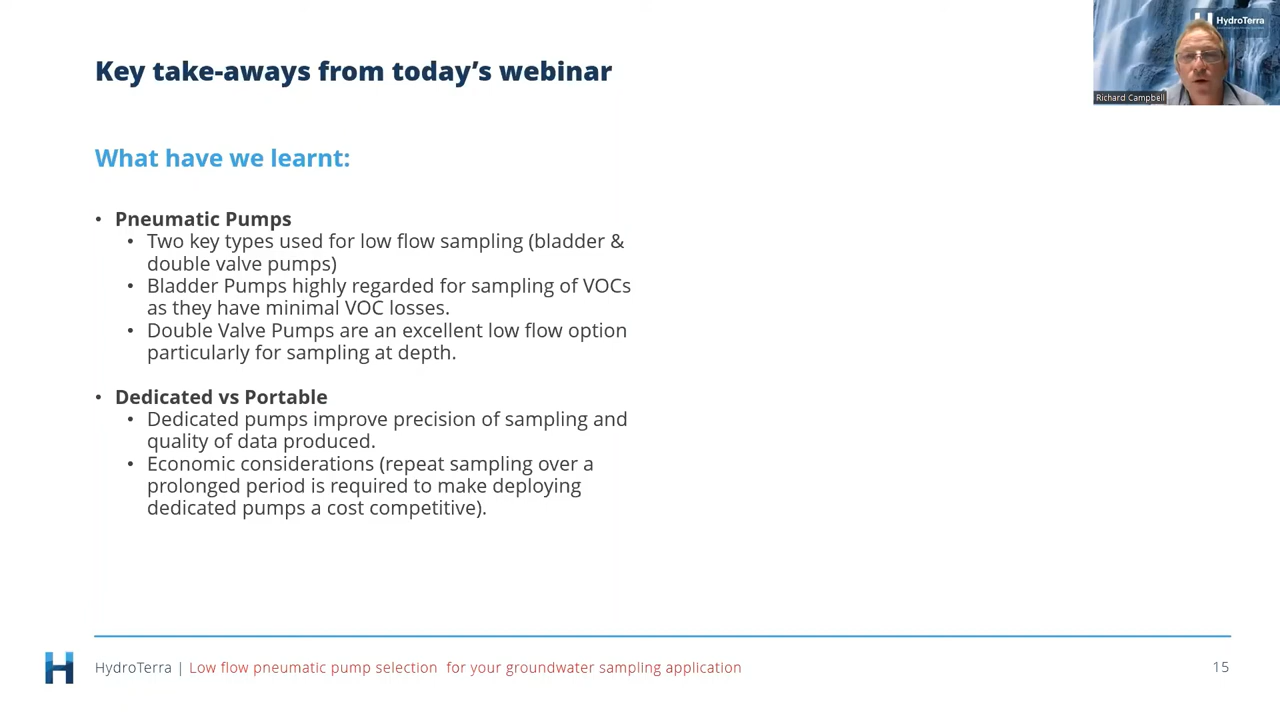 HydroTerra
Richard Campbell
Key take-aways from today's webinar
What have we learnt:
• Pneumatic Pumps
• Two key types used for low flow sampling (bladder &
double valve pumps)
• Bladder Pumps highly regarded for sampling of VOCs
as they have minimal VOC losses.
• Double Valve Pumps are an excellent low flow option
particularly for sampling at depth.
• Dedicated vs Portable
• Dedicated pumps improve precision of sampling and
quality of data produced.
• Economic considerations (repeat sampling over a
prolonged period is required to make deploying
dedicated pumps a cost competitive).
HydroTerra | Low flow pneumatic pump selection for your groundwater sampling application
15